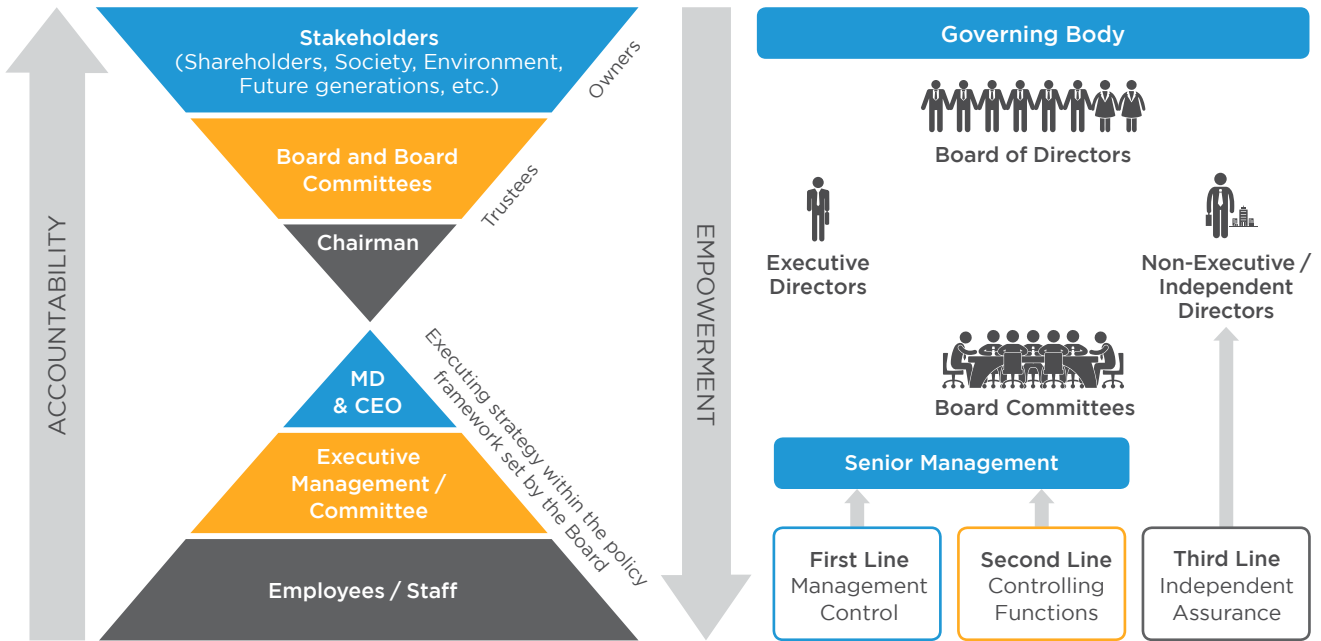 ACCOUNTABILITY
Stakeholders
(Shareholders, Society, Environment,
Future generations, etc.)
Owners
Board and Board
Committees
Trustees
Chairman
MD
& CEO
Executive
Management /
Committee
Employees / Staff
Executing strategy within the policy
framework set by the Board
EMPOWERMENT
Governing Body
Board of Directors
Executive
Directors
Non-Executive /
Independent
Directors
Board Committees
Senior Management
First Line
Management
Control
Second Line
Controlling
Functions
Third Line
Independent
Assurance